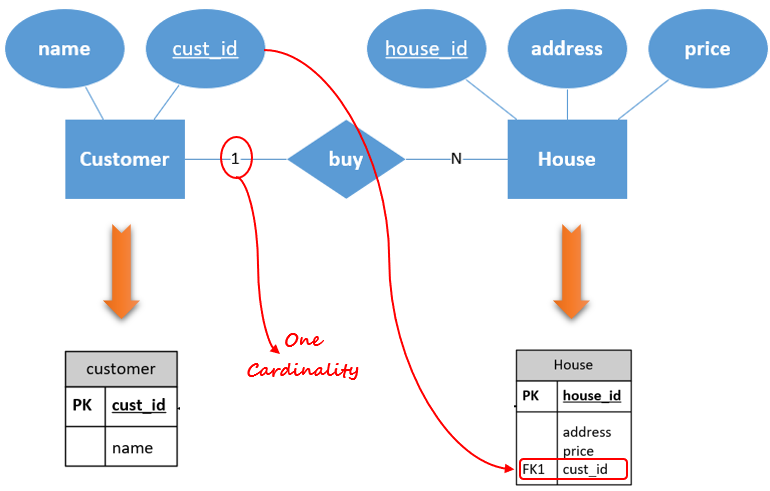 name
cust_id
house_id
address
price
Customer
1
buy
N
House
One
Cardinality
customer
PK cust_id
name
House
PK house_id
address
price
FK1 cust_id